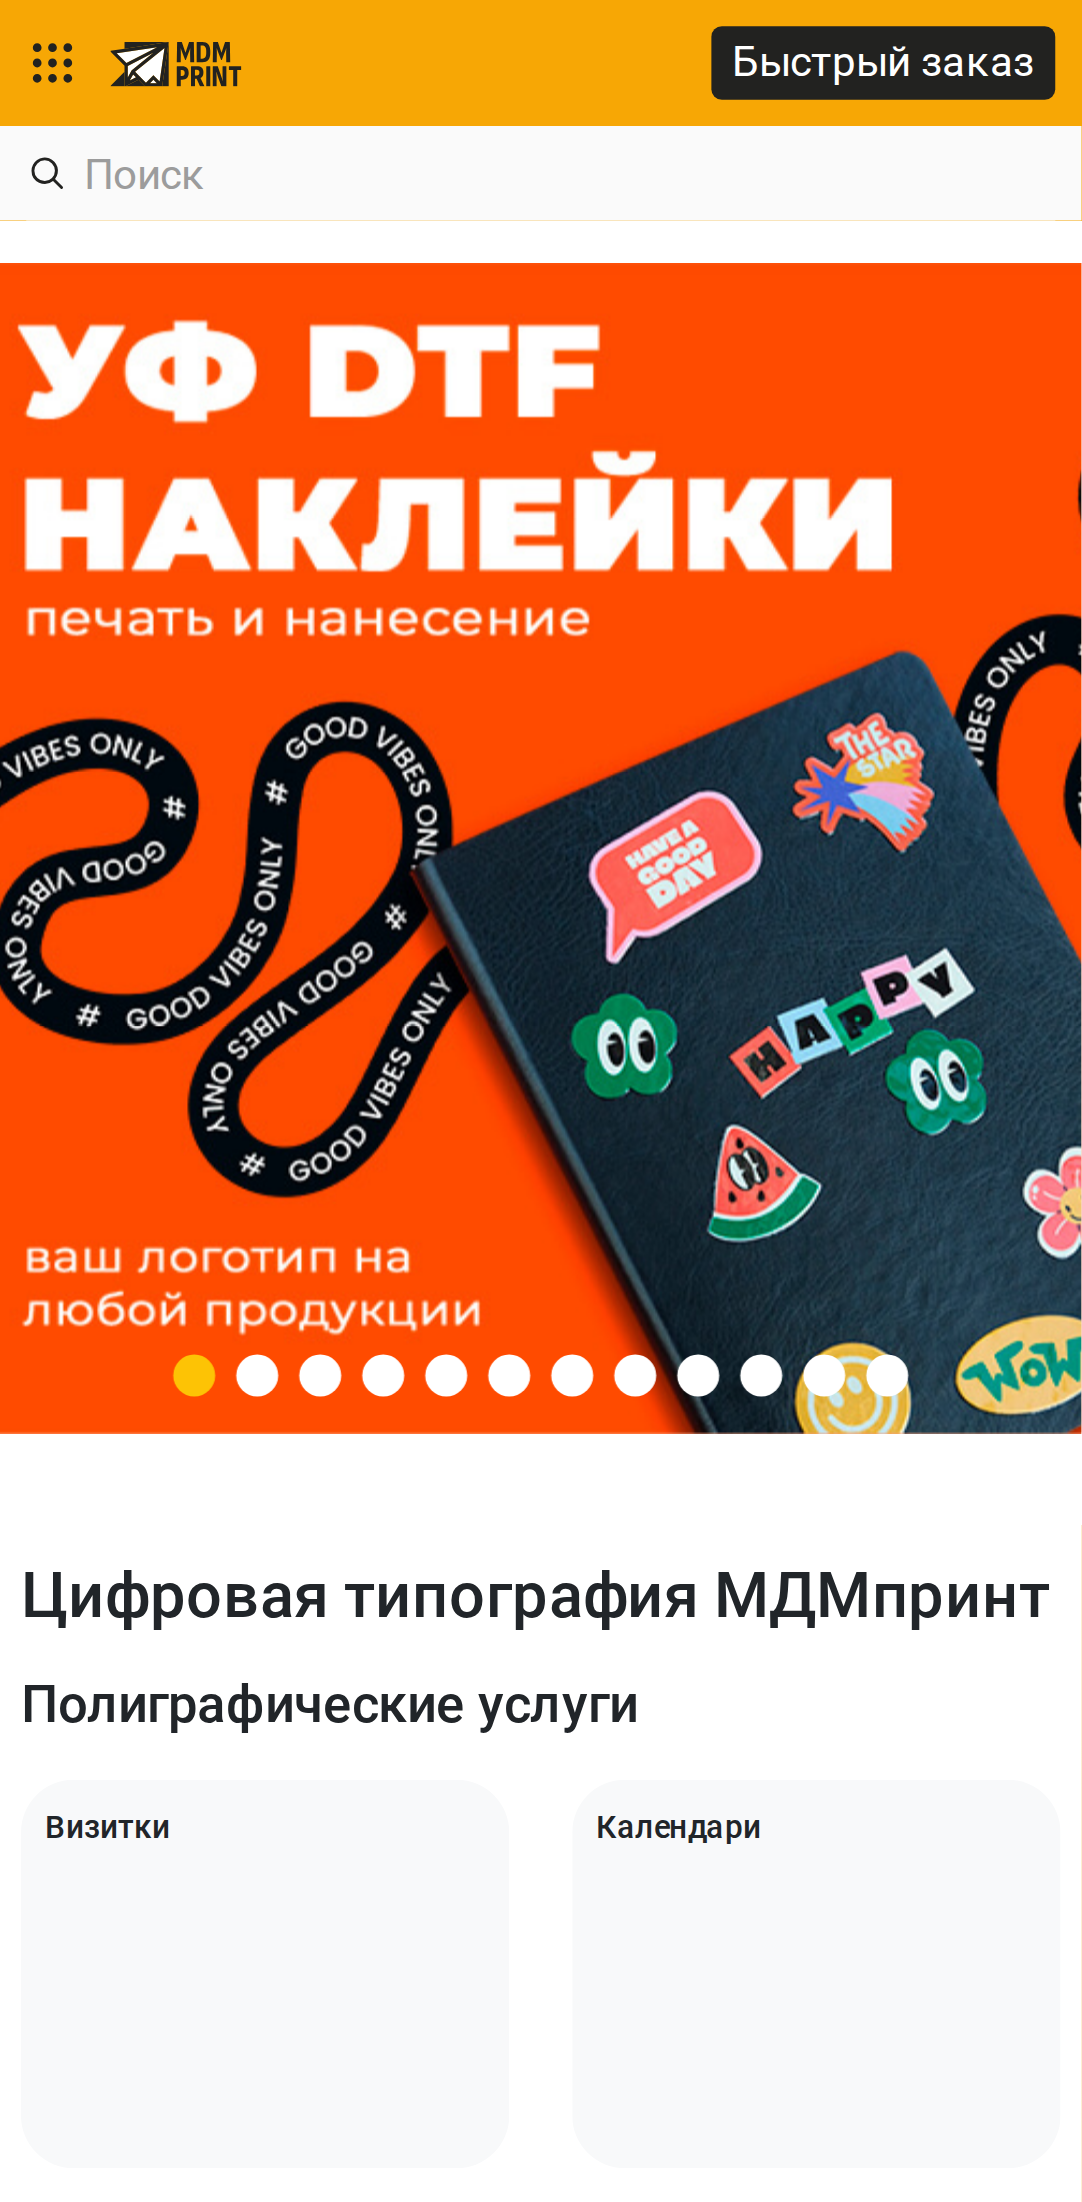 MDM
PRINT
Быстрый заказ
Поиск
УФ DTF
НАКЛЕЙКИ
печать и нанесение
VIBES ONLY
# GOOD VIBES ONLY
# GOOD VIBES ONLY
# GOOD VIBES ONLY
# GOOD VIBES ONLY
# GOOD VIBES ONLY
VIBES ONLY
THE
STAR
HAVE A
GOOD
DAY
HAPPY
WOW
ваш логотип на
любой продукции
Цифровая типография МДМпринт
Полиграфические услуги
Визитки
Календари